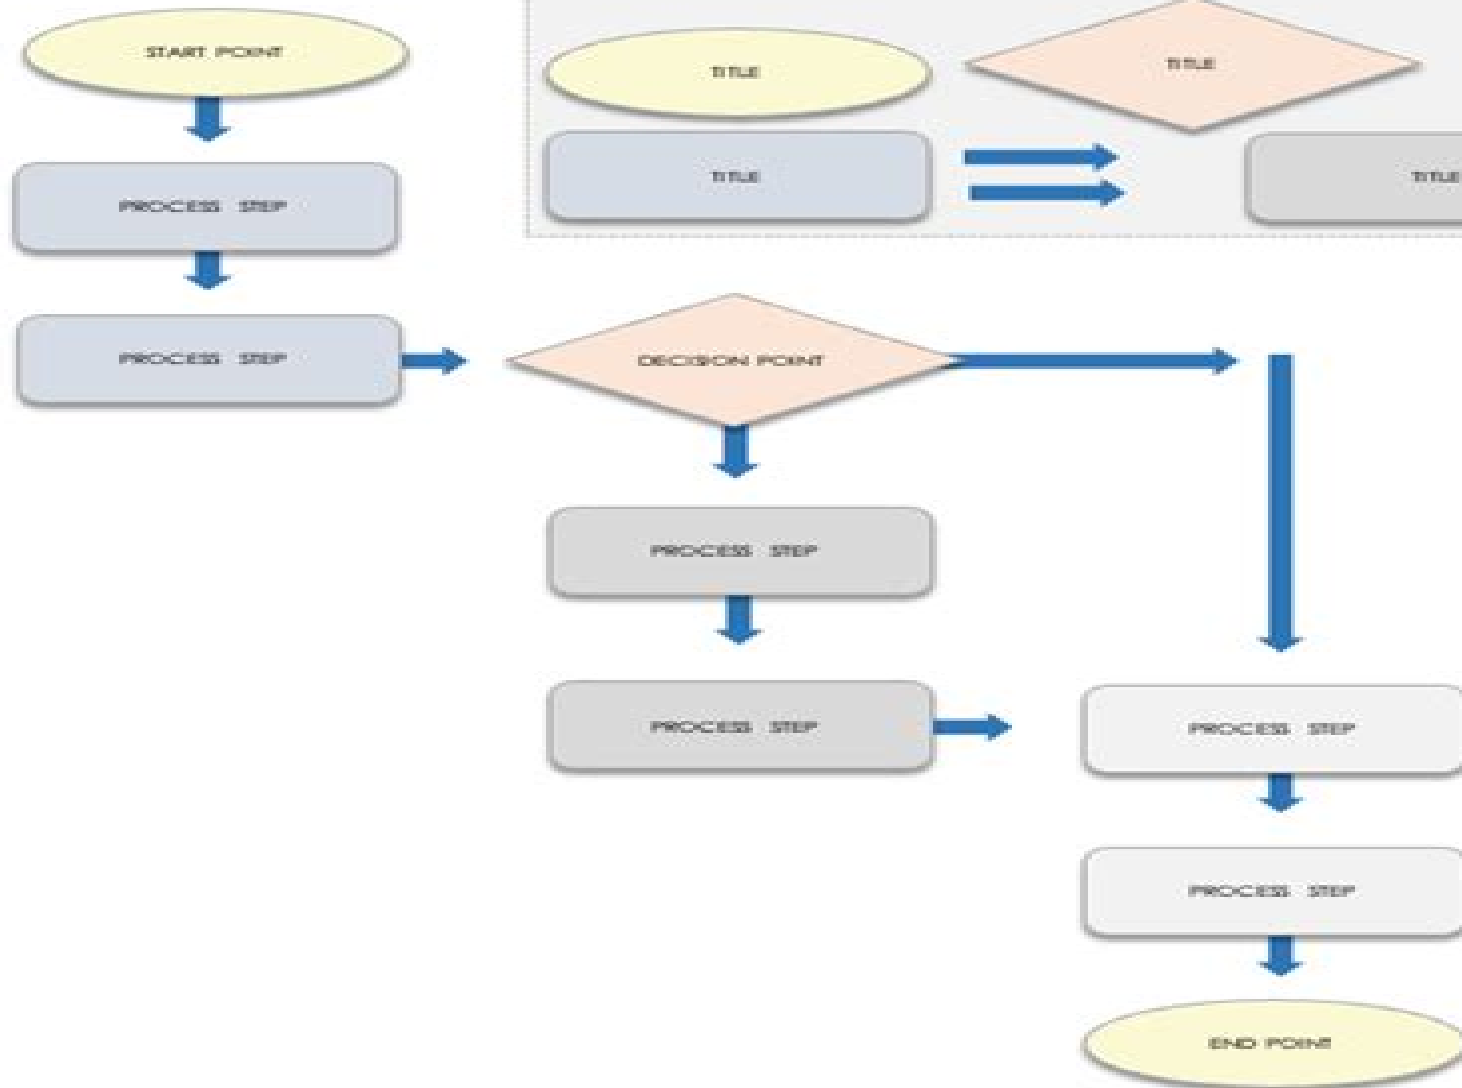 START POINT
TITLE
TITLE
PROCESS STEP
TITLE
TITLE
PROCESS STEP
DECISION POINT
PROCESS STEP
PROCESS STEP
PROCESS STEP
PROCESS STEP
END POINT